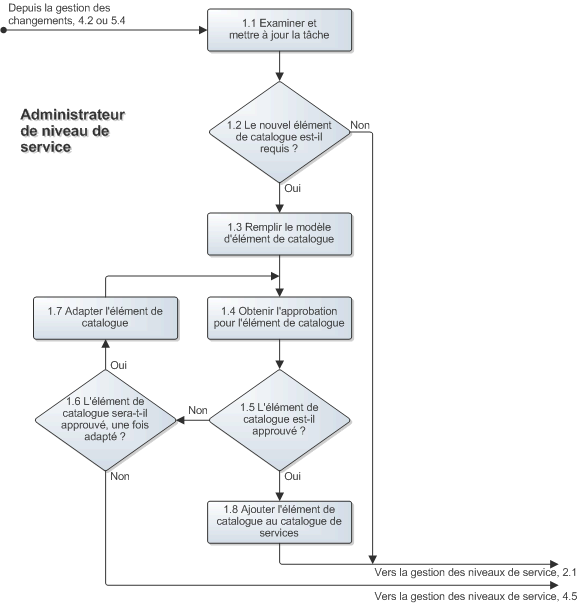 Depuis la gestion des
changements, 4.2 ou 5.4
1.1 Examiner et
mettre à jour la tâche
Administrateur
de niveau de
service
1.2 Le nouvel élément
de catalogue est-il
requis ?
Non
Oui
1.3 Remplir le modèle
d'élément de catalogue
1.7 Adapter l'élément de
catalogue
1.4 Obtenir l'approbation
pour l'élément de catalogue
Oui
1.6 L'élément de
catalogue sera-t-il
approuvé, une fois
adapté ?
Non
1.5 L'élément de
catalogue est-il
approuvé ?
Non
Oui
1.8 Ajouter l'élément de
catalogue au catalogue de
services
Vers la gestion des niveaux de service, 2.1
Vers la gestion des niveaux de service, 4.5